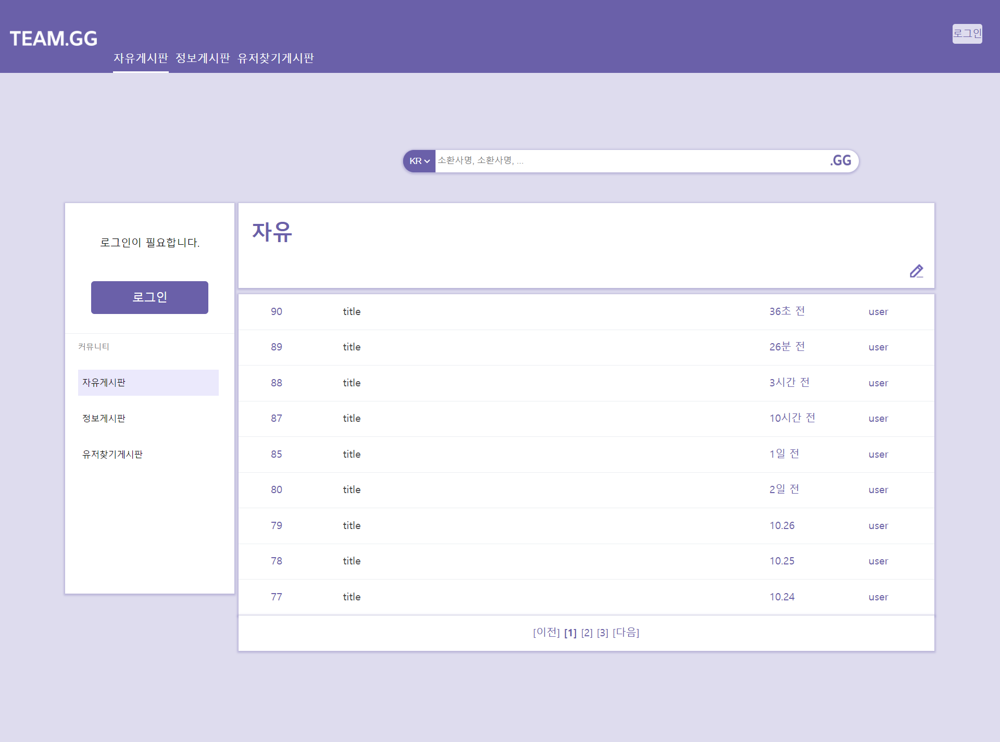 TEAM.GG
로그인
자유게시판 정보게시판 유저찾기게시판
KR 소환사명, 소환사명, ... .GG
로그인이 필요합니다.
로그인
커뮤니티
자유게시판
정보게시판
유저찾기게시판
자유
90 title 36초 전 user
89 title 26분 전 user
88 title 3시간 전 user
87 title 10시간 전 user
85 title 1일 전 user
80 title 2일 전 user
79 title 10.26 user
78 title 10.25 user
77 title 10.24 user
[이전] [1] [2] [3] [다음]